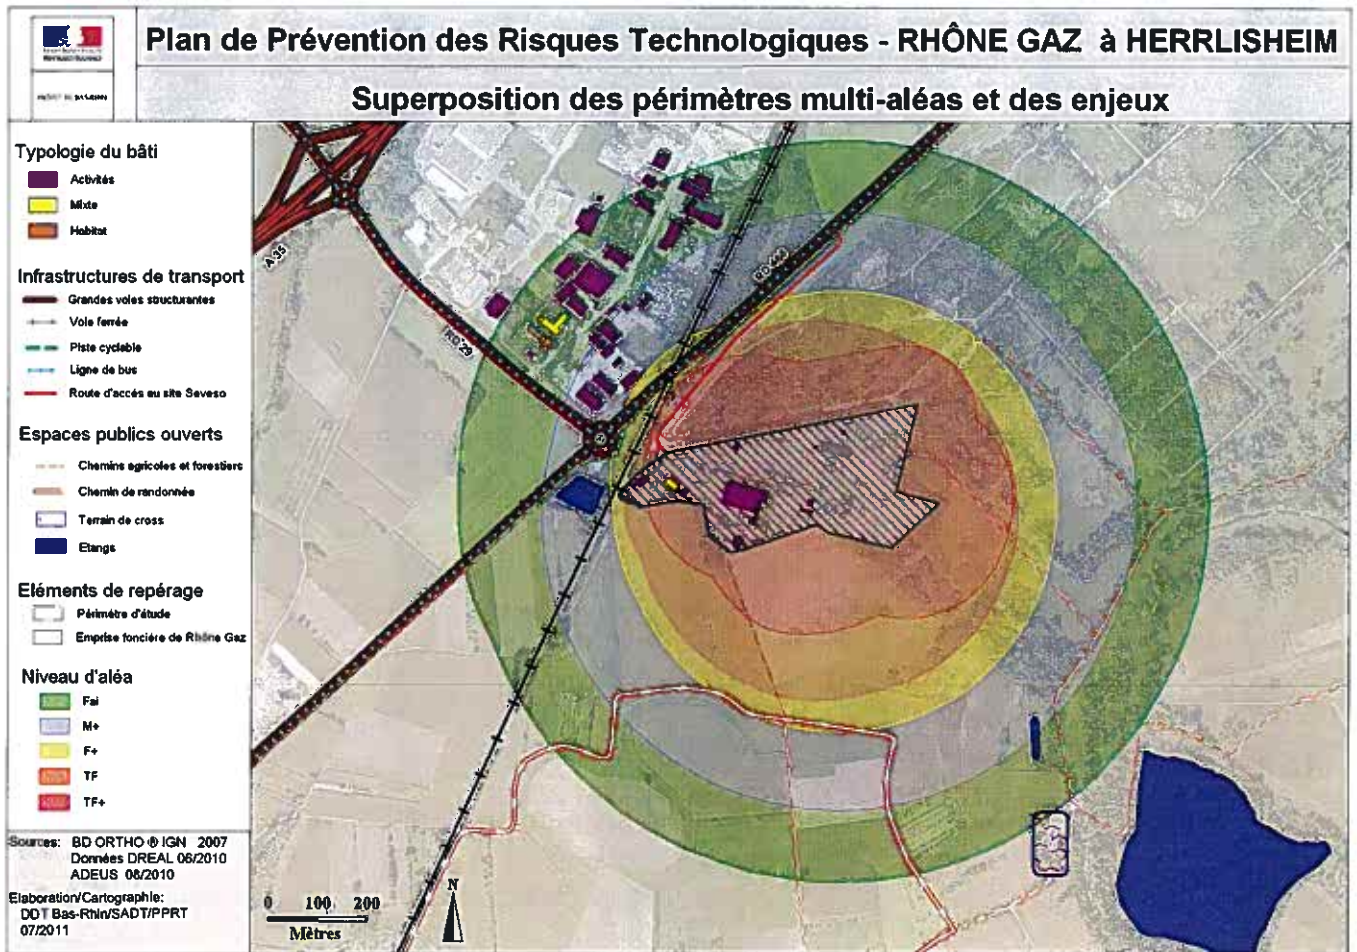 Plan de Prévention des Risques Technologiques - RHÔNE GAZ à HERRLISHEIM
Superposition des périmètres multi-aléas et des enjeux
Typologie du bâti
Activités
Mixte
Habitat
Infrastructures de transport
Grandes voies structurantes
Voie ferrée
Piste cyclable
Ligne de bus
Route d'accés au site Seveso
Espaces publics ouverts
Chemins agricoles et forestiers
Chemin de randonnée
Terrain de cross
Etangs
Eléments de repérage
Périmètre d'étude
Emprise foncière de Rhône Gaz
Niveau d'aléa
Fai
M+
F+
TF
TF+
Sources: BD ORTHO ® IGN 2007
Données DREAL 06/2010
ADEUS 08/2010
Elaboration/Cartographie:
DDT Bas-Rhin/SADT/PPRT
07/2011
A 35
RD 29
N
0 100 200
Mètres